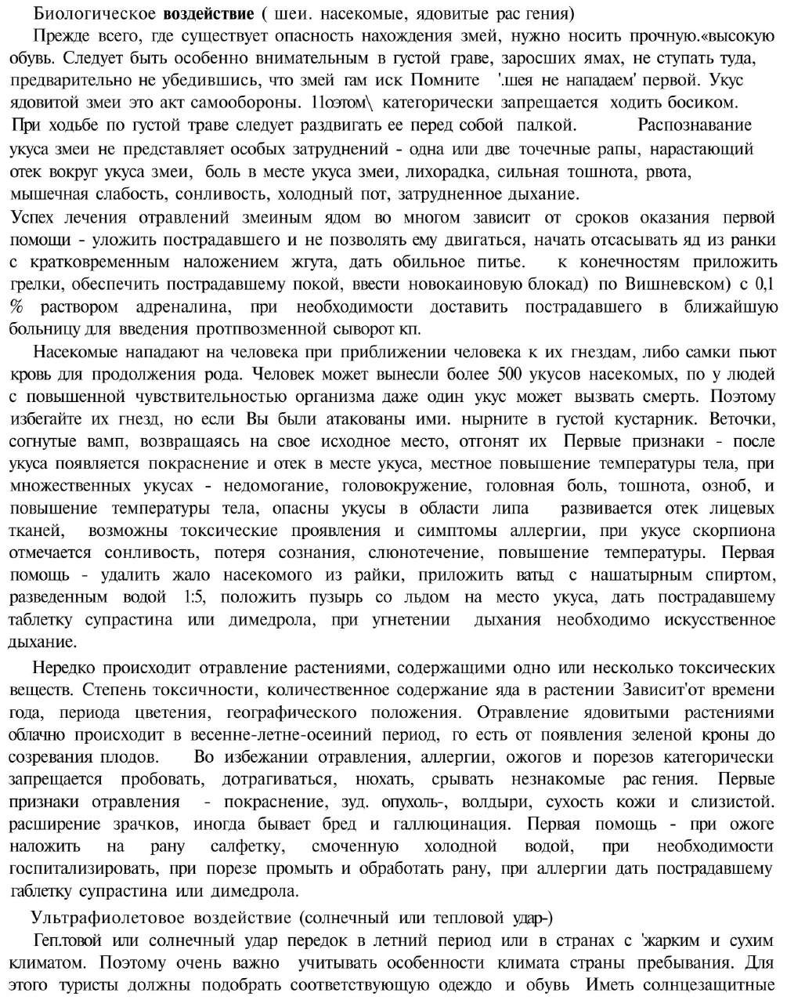 Биологическое воздействие ( шеи. насекомые, ядовитые рас гения)
Прежде всего, где существует опасность нахождения змей, нужно носить прочную.«высокую
обувь. Следует быть особенно внимательным в густой граве, заросших ямах, не ступать туда,
предварительно не убедившись, что змей гам иск Помните '.шея не нападаем' первой. Укус
ядовитой змеи это акт самообороны. 11оэтом\ категорически запрещается ходить босиком.
При ходьбе по густой траве следует раздвигать ее перед собой палкой. Распознавание
укуса змеи не представляет особых затруднений - одна или две точечные рапы, нарастающий
отек вокруг укуса змеи, боль в месте укуса змеи, лихорадка, сильная тошнота, рвота,
мышечная слабость, сонливость, холодный пот, затрудненное дыхание.
Успех лечения отравлений змеиным ядом во многом зависит от сроков оказания первой
помощи - уложить пострадавшего и не позволять ему двигаться, начать отсасывать яд из ранки
с кратковременным наложением жгута, дать обильное питье. к конечностям приложить
грелки, обеспечить пострадавшему покой, ввести новокаиновую блокад) по Вишневском) с 0,1
% раствором адреналина, при необходимости доставить пострадавшего в ближайшую
больницу для введения протпвозменной сыворот кп.
Насекомые нападают на человека при приближении человека к их гнездам, либо самки пьют
кровь для продолжения рода. Человек может вынесли более 500 укусов насекомых, по у людей
с повышенной чувствительностью организма даже один укус может вызвать смерть. Поэтому
избегайте их гнезд, но если Вы были атакованы ими. нырните в густой кустарник. Веточки,
согнутые вамп, возвращаясь на свое исходное место, отгонят их Первые признаки - после
укуса появляется покраснение и отек в месте укуса, местное повышение температуры тела, при
множественных укусах - недомогание, головокружение, головная боль, тошнота, озноб, и
повышение температуры тела, опасны укусы в области липа развивается отек лицевых
тканей, возможны токсические проявления и симптомы аллергии, при укусе скорпиона
отмечается сонливость, потеря сознания, слюнотечение, повышение температуры. Первая
помощь - удалить жало насекомого из райки, приложить ватьд с нашатырным спиртом,
разведенным водой 1:5, положить пузырь со льдом на место укуса, дать пострадавшему
таблетку супрастина или димедрола, при угнетении дыхания необходимо искусственное
дыхание.
Нередко происходит отравление растениями, содержащими одно или несколько токсических
веществ. Степень токсичности, количественное содержание яда в растении Зависит'от времени
года, периода цветения, географического положения. Отравление ядовитыми растениями
облачно происходит в весенне-летне-осеиний период, го есть от появления зеленой кроны до
созревания плодов. Во избежании отравления, аллергии, ожогов и порезов категорически
запрещается пробовать, дотрагиваться, нюхать, срывать незнакомые рас гения. Первые
признаки отравления - покраснение, зуд. опухоль-, волдыри, сухость кожи и слизистой.
расширение зрачков, иногда бывает бред и галлюцинация. Первая помощь - при ожоге
наложить на рану салфетку, смоченную холодной водой, при необходимости
госпитализировать, при порезе промыть и обработать рану, при аллергии дать пострадавшему
габлетку супрастина или димедрола.
Ультрафиолетовое воздействие (солнечный или тепловой удар-)
Геп.товой или солнечный удар передок в летний период или в странах с 'жарким и сухим
климатом. Поэтому очень важно учитывать особенности климата страны пребывания. Для
этого туристы должны подобрать соответствующую одеждо и обувь Иметь солнцезащитные